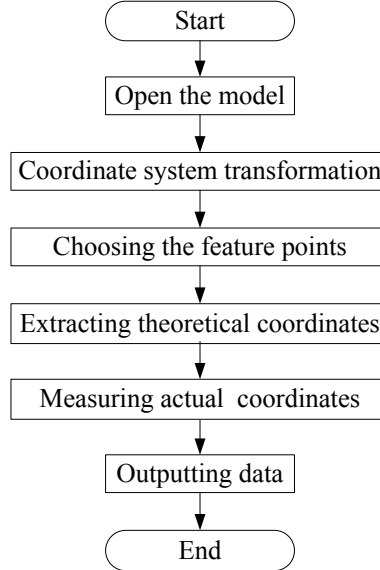 Start
Open the model
Coordinate system transformation
Choosing the feature points
Extracting theoretical coordinates
Measuring actual coordinates
Outputting data
End